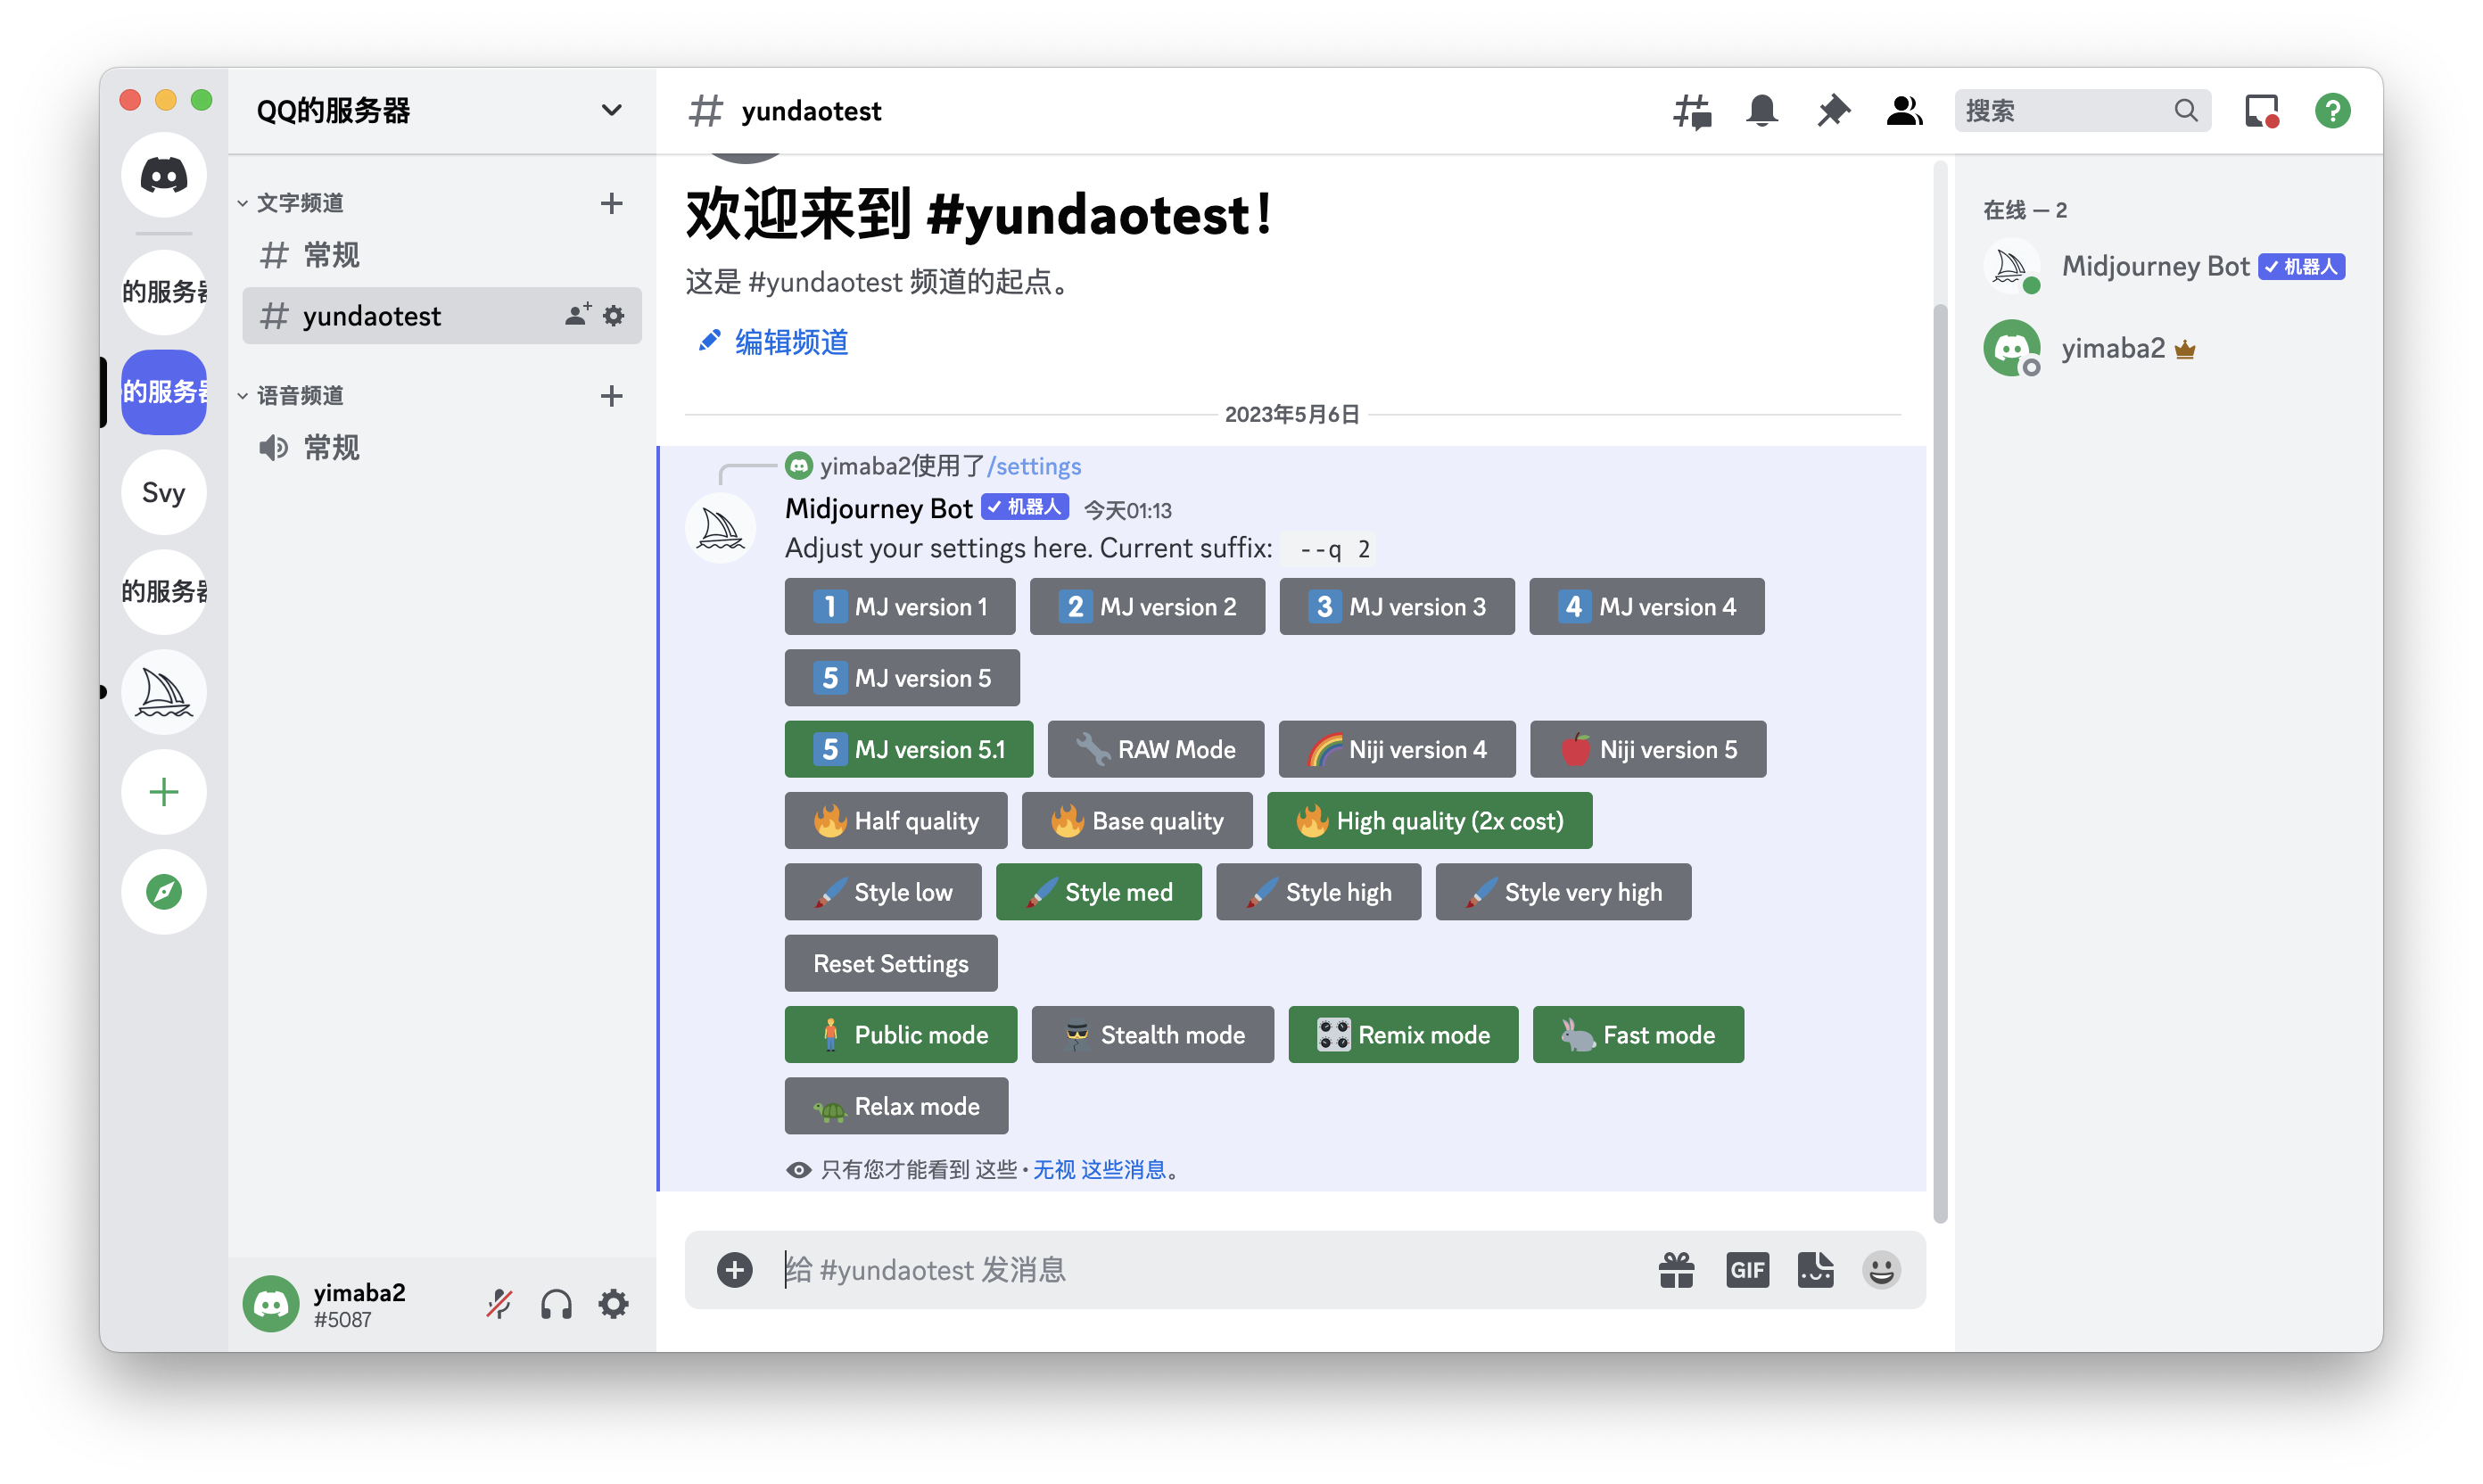 QQ的服务器
文字频道
常规
yundaotest
语音频道
常规
的服务器
的服务器
Svy
的服务器
yimaba2
#5087
yundaotest
搜索
欢迎来到 #yundaotest！
这是 #yundaotest 频道的起点。
编辑频道
2023年5月6日
yimaba2使用了/settings
Midjourney Bot 机器人 今天01:13
Adjust your settings here. Current suffix: --q 2
1 MJ version 1 2 MJ version 2 3 MJ version 3 4 MJ version 4
5 MJ version 5
5 MJ version 5.1 RAW Mode Niji version 4 Niji version 5
Half quality Base quality High quality (2x cost)
Style low Style med Style high Style very high
Reset Settings
Public mode Stealth mode Remix mode Fast mode
Relax mode
只有您才能看到 这些 • 无视 这些消息。
给 #yundaotest 发消息
GIF
在线 — 2
Midjourney Bot 机器人
yimaba2